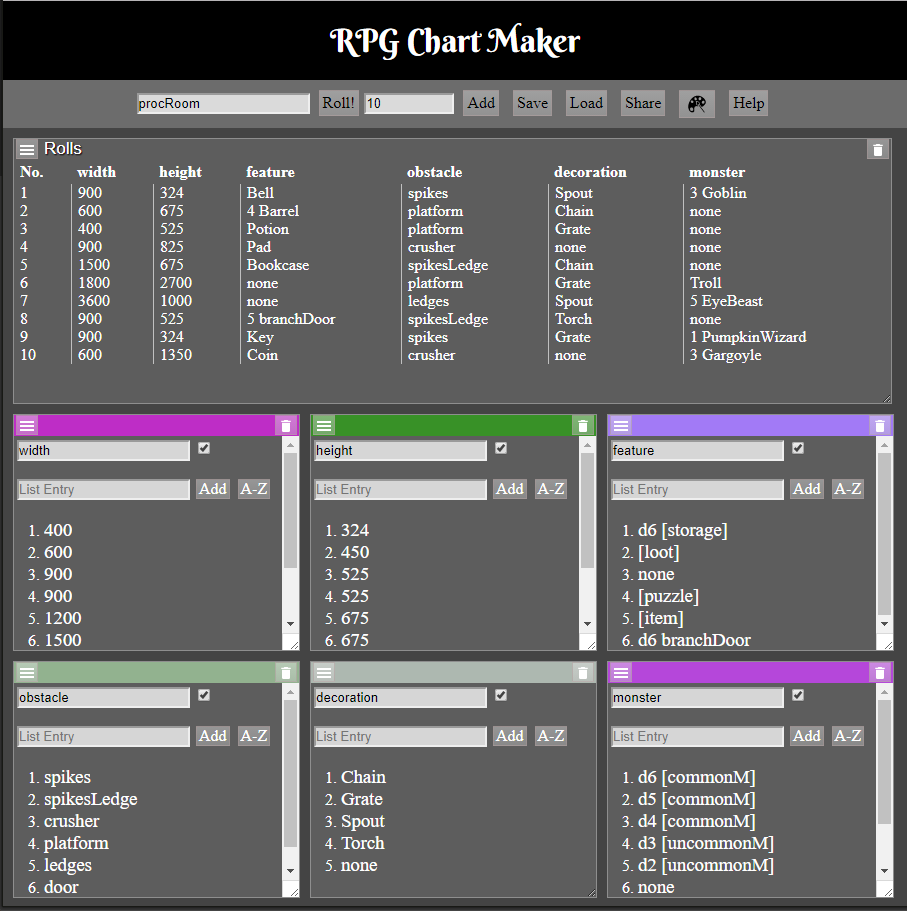 RPG Chart Maker
procRoom Roll! 10 Add Save Load Share Help
Rolls
No. width height feature obstacle decoration monster
1 900 324 Bell spikes Spout 3 Goblin
2 600 675 4 Barrel platform Chain none
3 400 525 Potion platform Grate none
4 900 825 Pad crusher none none
5 1500 675 Bookcase spikesLedge Chain none
6 1800 2700 none platform Grate Troll
7 3600 1000 none ledges Spout 5 EyeBeast
8 900 525 5 branchDoor spikesLedge Torch none
9 900 324 Key spikes Grate 1 PumpkinWizard
10 600 1350 Coin crusher none 3 Gargoyle
width
List Entry Add A-Z
1. 400
2. 600
3. 900
4. 900
5. 1200
6. 1500
height
List Entry Add A-Z
1. 324
2. 450
3. 525
4. 525
5. 675
6. 675
feature
List Entry Add A-Z
1. d6 [storage]
2. [loot]
3. none
4. [puzzle]
5. [item]
6. d6 branchDoor
obstacle
List Entry Add A-Z
1. spikes
2. spikesLedge
3. crusher
4. platform
5. ledges
6. door
decoration
List Entry Add A-Z
1. Chain
2. Grate
3. Spout
4. Torch
5. none
monster
List Entry Add A-Z
1. d6 [commonM]
2. d5 [commonM]
3. d4 [commonM]
4. d3 [uncommonM]
5. d2 [uncommonM]
6. none